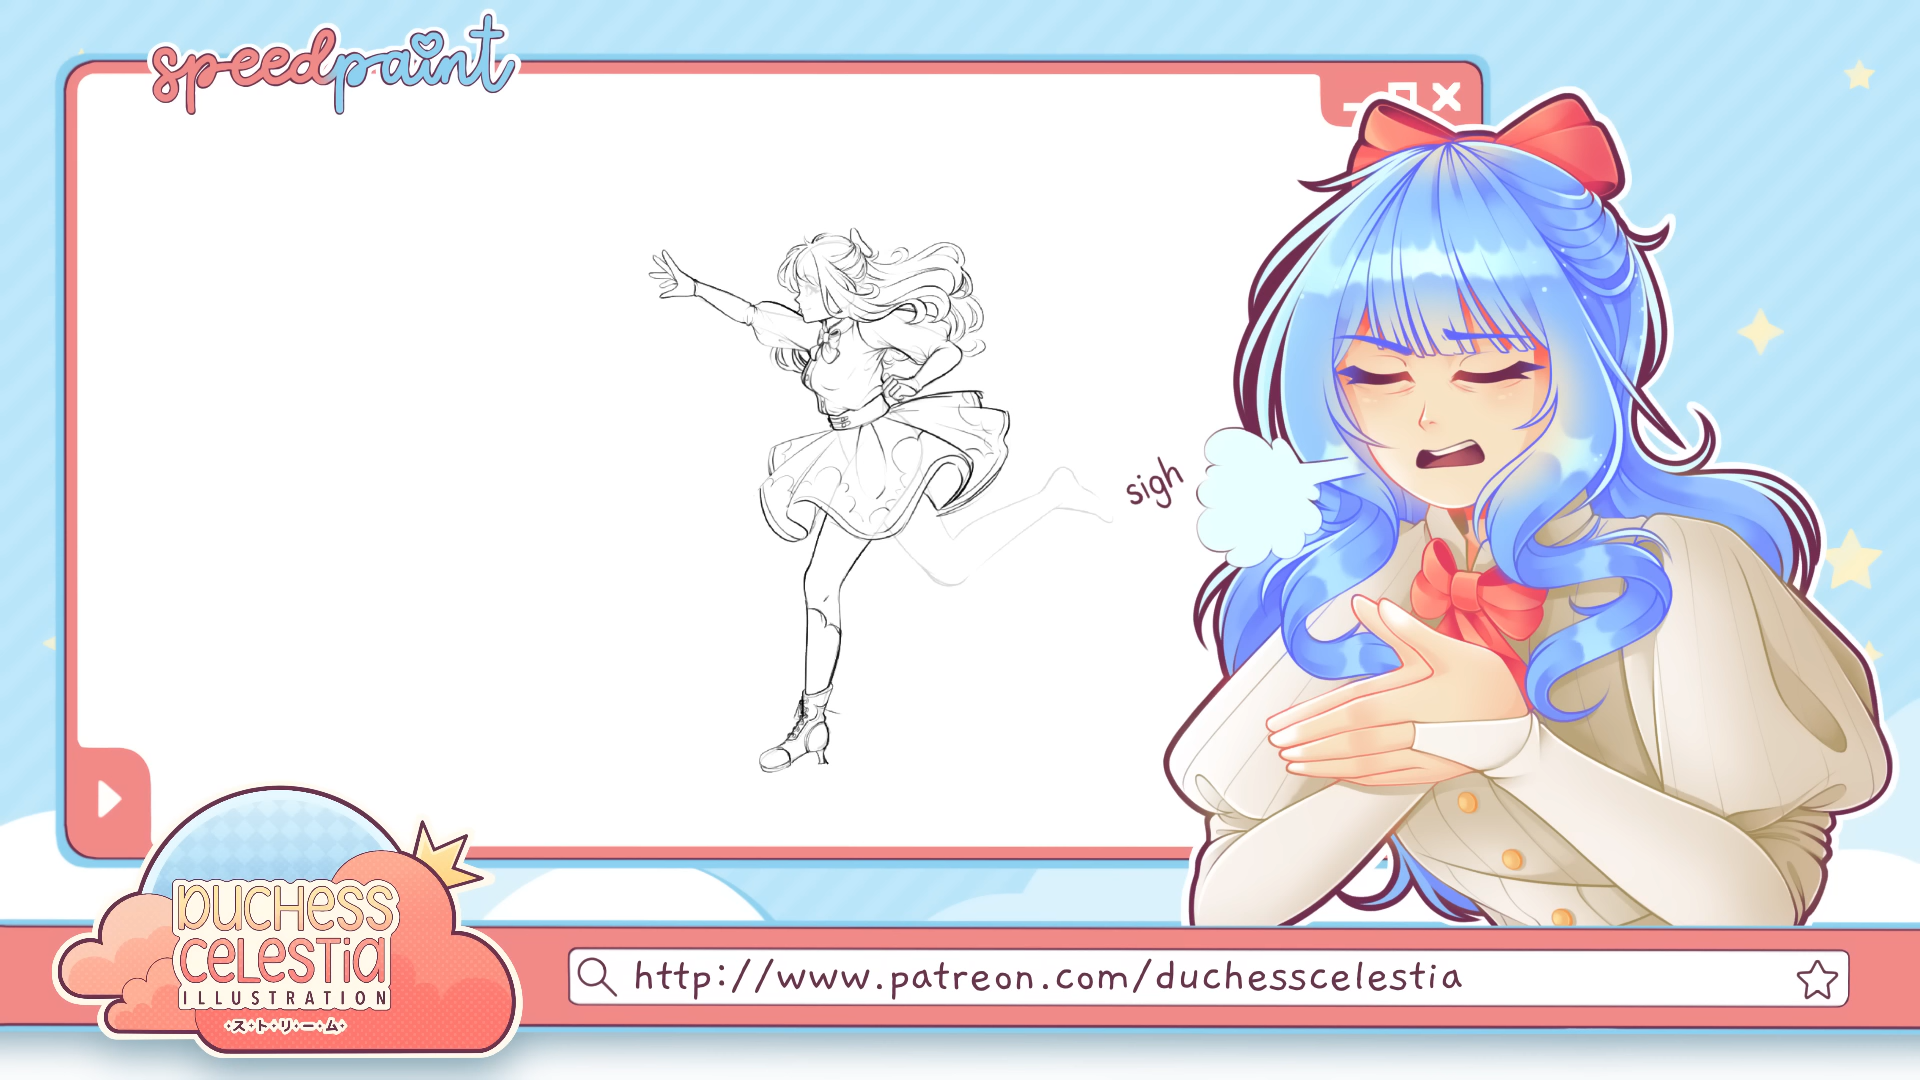 speedpaint
sigh
DUCHESS
CELESTIA
ILLUSTRATION
・ス・ト・リ・ー・ム・
http://www.patreon.com/duchesscelestia